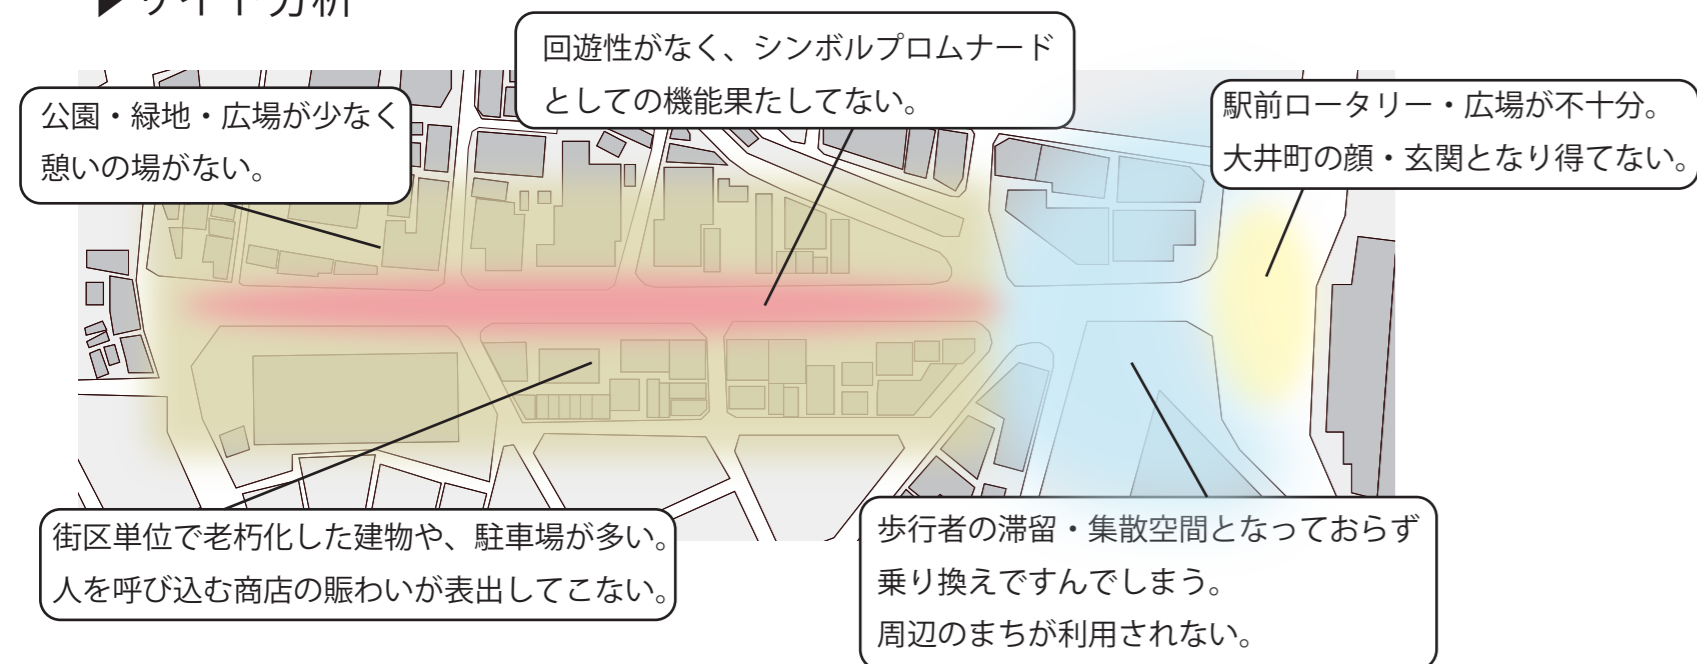 ▶サイト分析
回遊性がなく、シンボルプロムナード
としての機能果たしてない。
公園・緑地・広場が少なく
憩いの場がない。
駅前ロータリー・広場が不十分。
大井町の顔・玄関となり得てない。
街区単位で老朽化した建物や、駐車場が多い。
人を呼び込む商店の賑わいが表出してこない。
歩行者の滞留・集散空間となっておらず
乗り換えですんでしまう。
周辺のまちが利用されない。